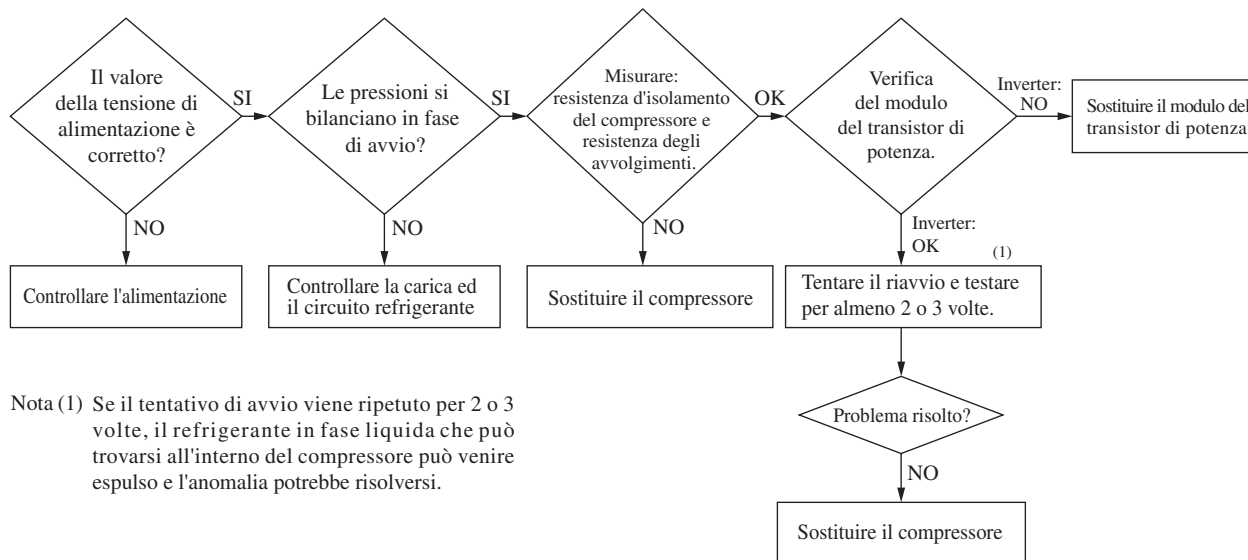 Il valore
della tensione di
alimentazione è
corretto?
SI
NO
Controllare l'alimentazione
Le pressioni si
bilanciano in fase
di avvio?
SI
NO
Controllare la carica ed
il circuito refrigerante
Misurare:
resistenza d'isolamento
del compressore e
resistenza degli
avvolgimenti.
OK
NO
Sostituire il compressore
Verifica
del modulo
del transistor di
potenza.
Inverter:
NO
Sostituire il modulo del
transistor di potenza
Inverter:
OK
(1)
Tentare il riavvio e testare
per almeno 2 o 3 volte.
Problema risolto?
NO
Sostituire il compressore
Nota (1) Se il tentativo di avvio viene ripetuto per 2 o 3
volte, il refrigerante in fase liquida che può
trovarsi all'interno del compressore può venire
espulso e l'anomalia potrebbe risolversi.